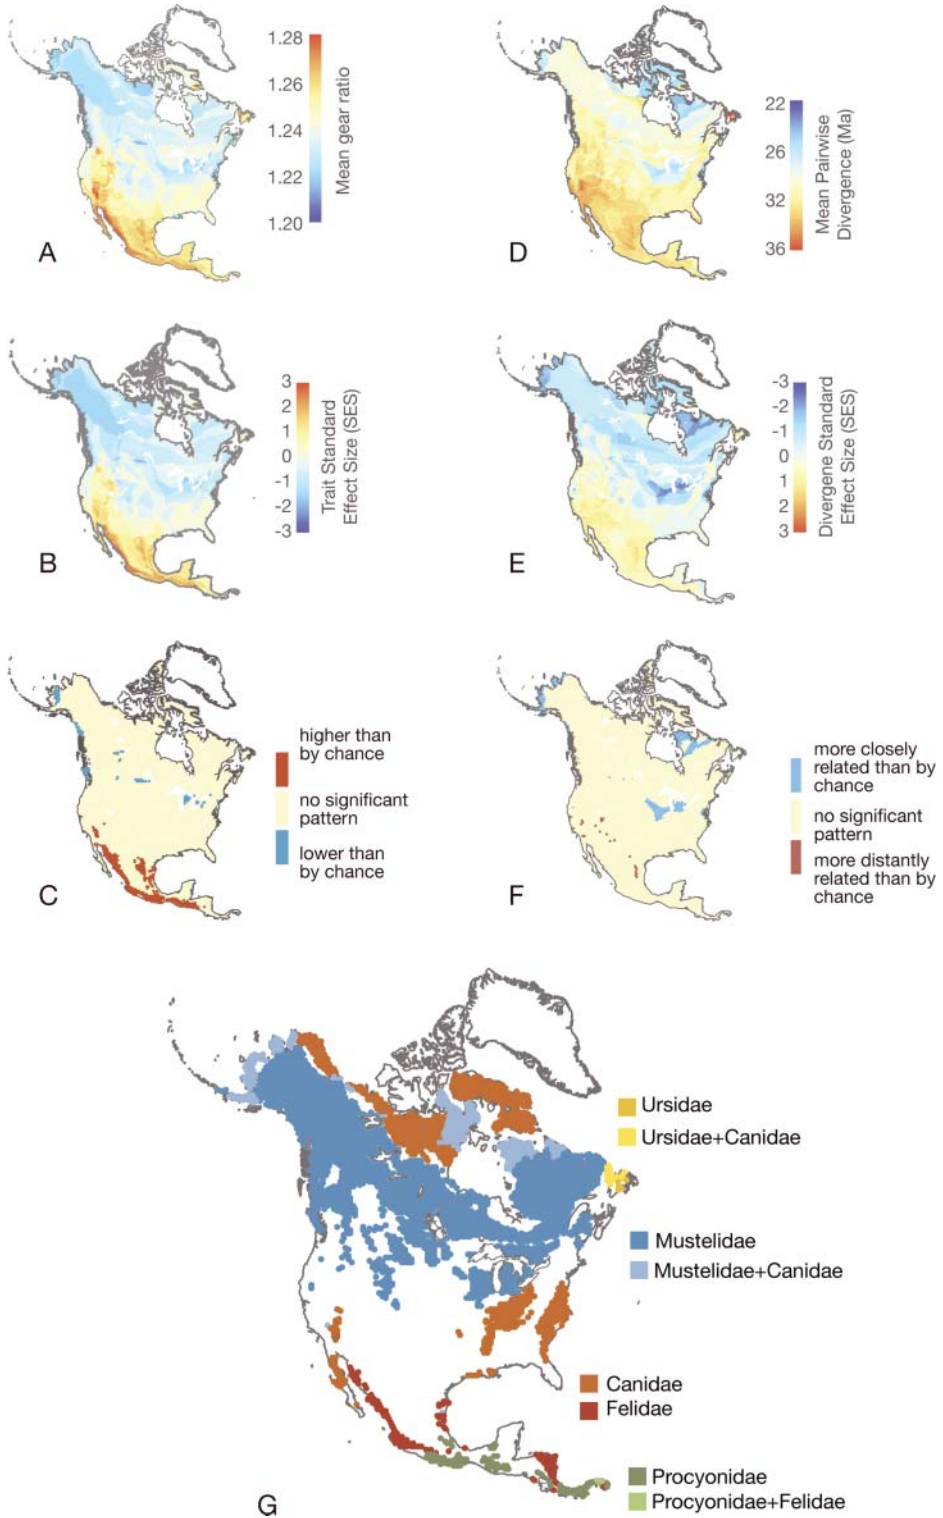 1.28
1.26
1.24
1.22
1.20
Mean gear ratio
A
22
26
32
36
Mean Pairwise
Divergence (Ma)
D
3
2
1
0
-1
-2
-3
Trait Standard
Effect Size (SES)
B
-3
-2
-1
0
1
2
3
Divergene Standard
Effect Size (SES)
E
higher than
by chance
no significant
pattern
lower than
by chance
C
more closely
related than by
chance
no significant
pattern
more distantly
related than by
chance
F
Ursidae
Ursidae+Canidae
Mustelidae
Mustelidae+Canidae
Canidae
Felidae
Procyonidae
Procyonidae+Felidae
G